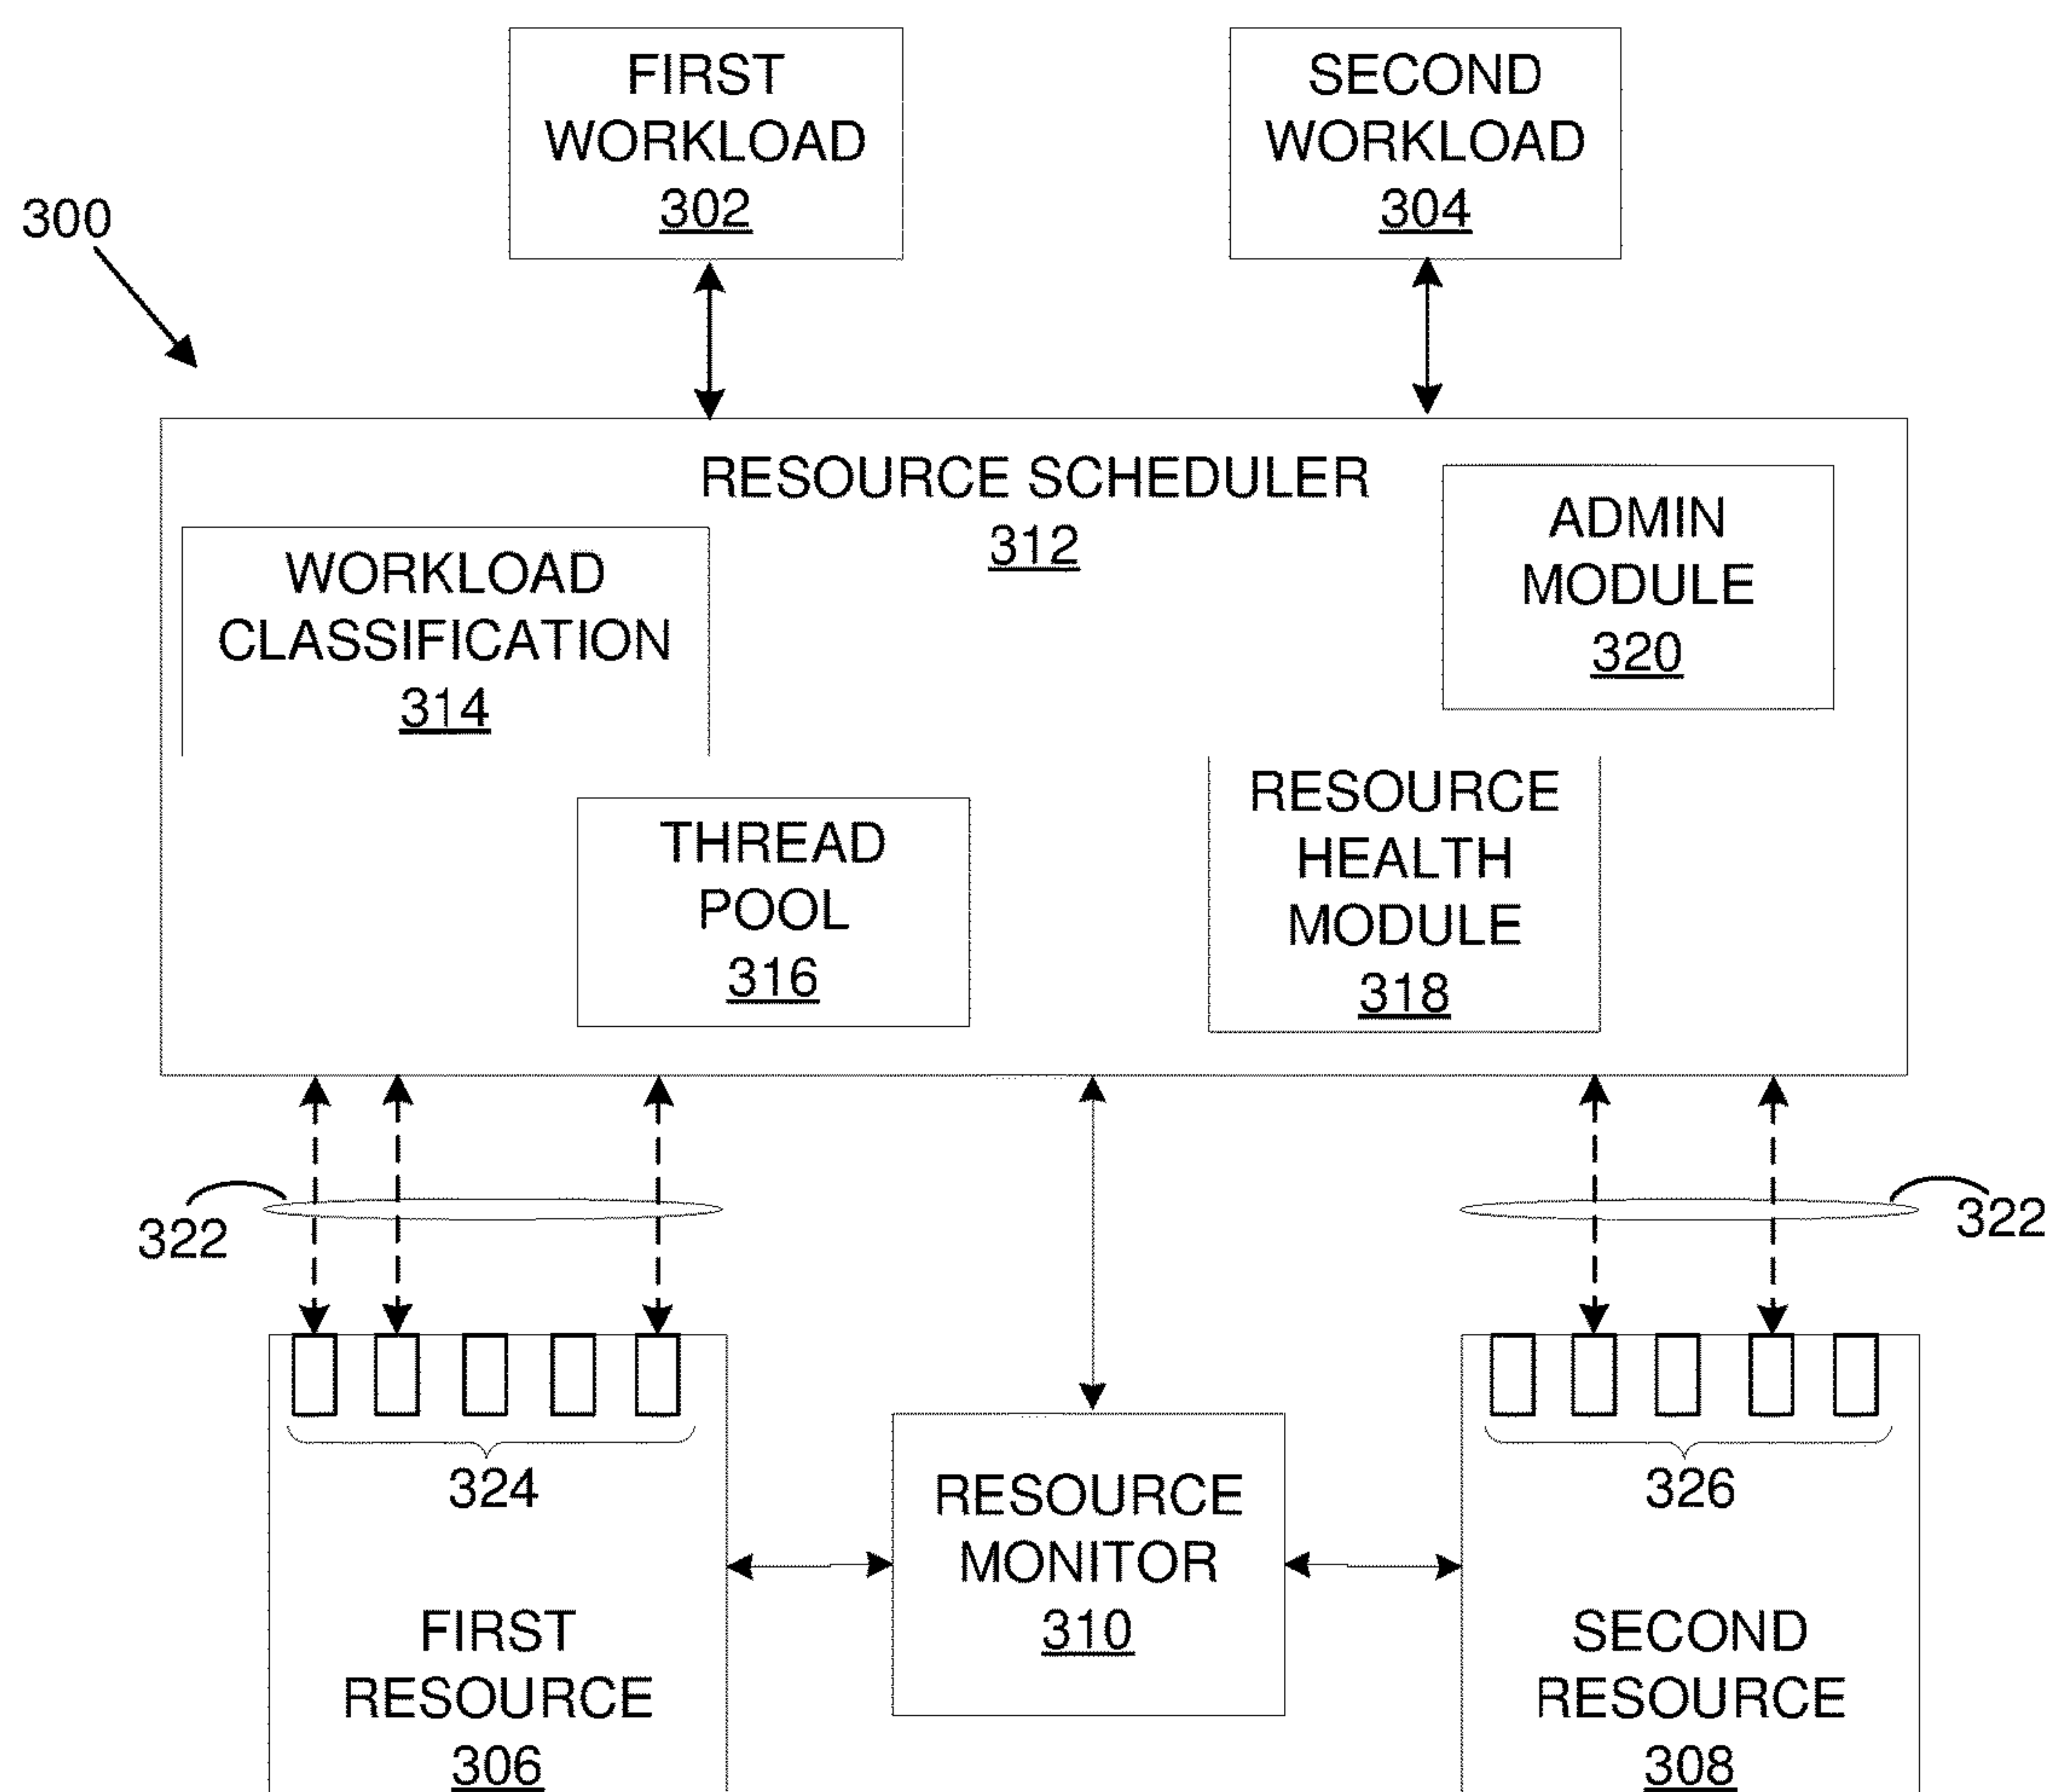 FIRST
WORKLOAD
302
SECOND
WORKLOAD
304
300
RESOURCE SCHEDULER
312
WORKLOAD
CLASSIFICATION
314
ADMIN
MODULE
320
THREAD
POOL
316
RESOURCE
HEALTH
MODULE
318
322
322
324
326
RESOURCE
MONITOR
310
FIRST
RESOURCE
306
SECOND
RESOURCE
308